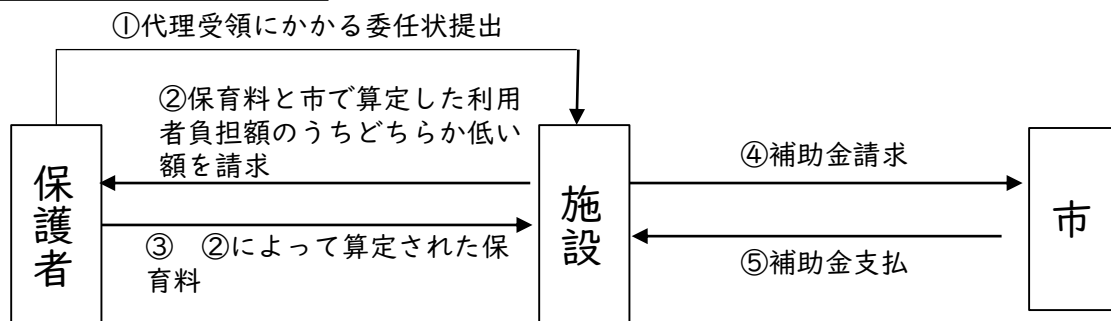 ①代理受領にかかる委任状提出
②保育料と市で算定した利用
者負担額のうちどちらか低い
額を請求
保護者
施設
市
④補助金請求
③　②によって算定された保
育料
⑤補助金支払